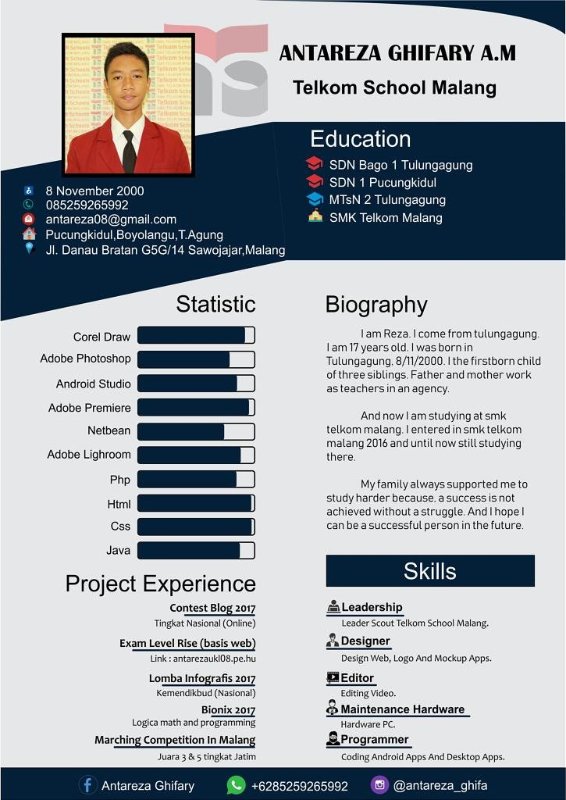 ANTAREZA GHIFARY A.M
Telkom School Malang
Education
SDN Bago 1 Tulungagung
SDN 1 Pucungkidul
MTsN 2 Tulungagung
SMK Telkom Malang
8 November 2000
085259265992
antareza08@gmail.com
Pucungkidul,Boyolangu,T.Agung
Jl. Danau Bratan G5G/14 Sawojajar,Malang
Statistic
Corel Draw
Adobe Photoshop
Android Studio
Adobe Premiere
Netbean
Adobe Lighroom
Php
Html
Css
Java
Project Experience
Contest Blog 2017
Tingkat Nasional (Online)
Exam Level Rise (basis web)
Link : antarezaukl08.pe.hu
Lomba Infografis 2017
Kemendikbud (Nasional)
Bionix 2017
Logica math and programming
Marching Competition In Malang
Juara 3 & 5 tingkat Jatim
Biography
I am Reza. I come from tulungagung.
I am 17 years old. I was born in
Tulungagung, 8/11/2000. I the firstborn child
of three siblings. Father and mother work
as teachers in an agency.
And now I am studying at smk
telkom malang. I entered in smk telkom
malang 2016 and until now still studying
there.
My family always supported me to
study harder because, a success is not
achieved without a struggle. And I hope I
can be a successful person in the future.
Skills
Leadership
Leader Scout Telkom School Malang.
Designer
Design Web, Logo And Mockup Apps.
Editor
Editing Video.
Maintenance Hardware
Hardware PC.
Programmer
Coding Android Apps And Desktop Apps.
Antareza Ghifary
+6285259265992
@antareza_ghifa